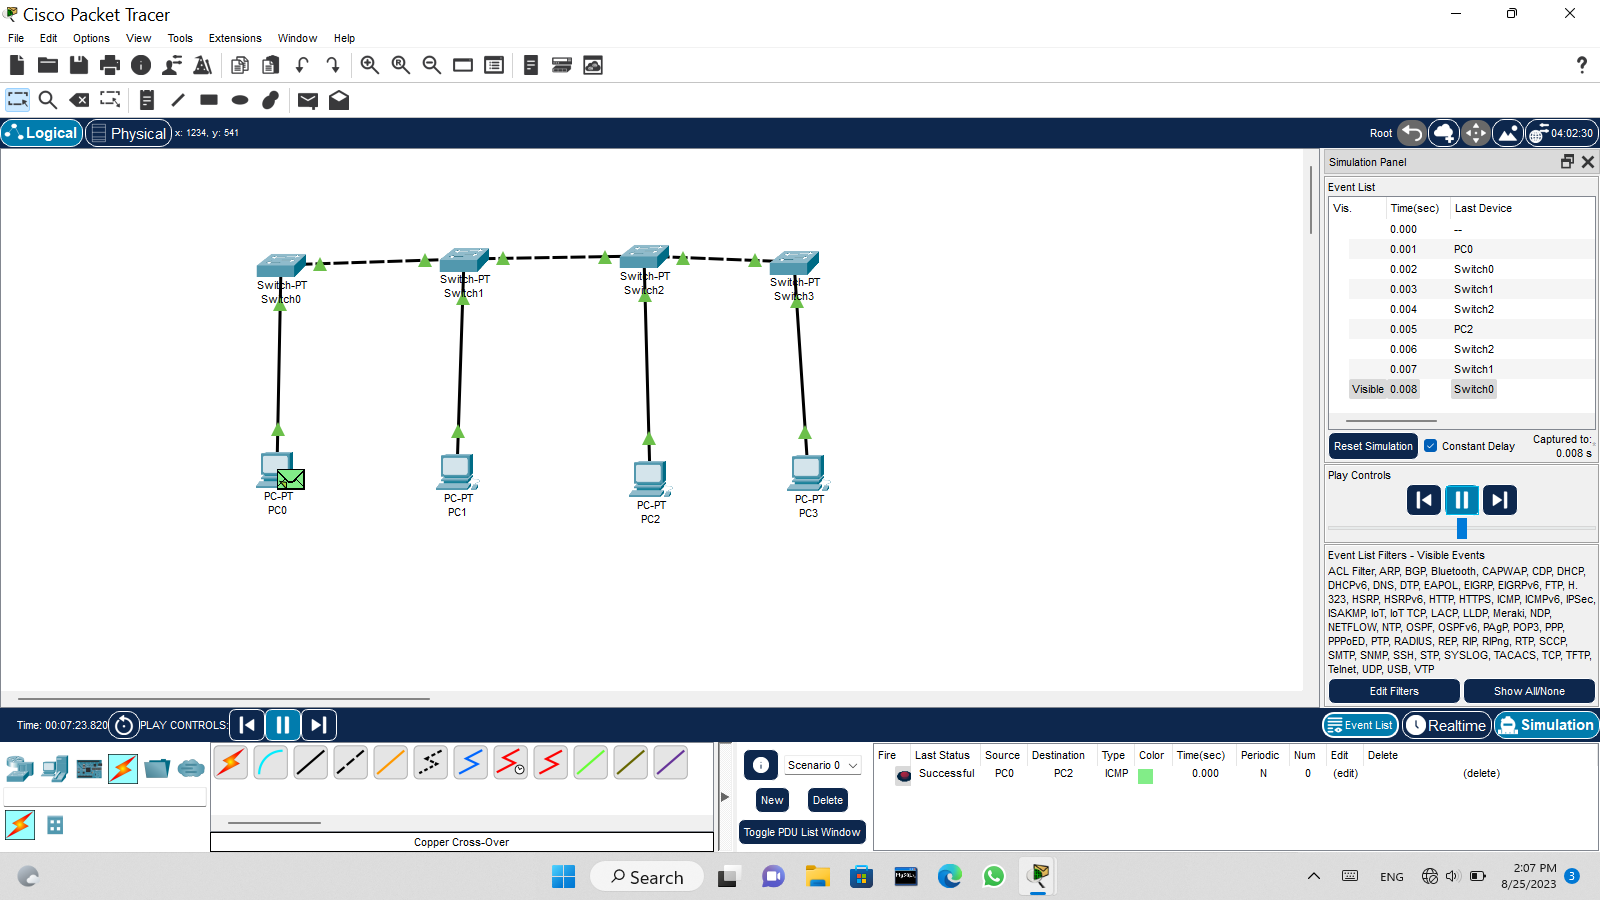 Cisco Packet Tracer
File Edit Options View Tools Extensions Window Help
Logical Physical x: 1234, y: 541 Root 04:02:30
Simulation Panel
Event List
Vis. Time(sec) Last Device
0.000 --
0.001 PC0
0.002 Switch0
0.003 Switch1
0.004 Switch2
0.005 PC2
0.006 Switch2
0.007 Switch1
Visible 0.008 Switch0
Reset Simulation Constant Delay Captured to:
0.008 s
Play Controls
Event List Filters - Visible Events
ACL Filter, ARP, BGP, Bluetooth, CAPWAP, CDP, DHCP,
DHCPv6, DNS, DTP, EAPOL, EIGRP, EIGRPv6, FTP, H.
323, HSRP, HSRPv6, HTTP, HTTPS, ICMP, ICMPv6, IPSec,
ISAKMP, IoT, IoT TCP, LACP, LLDP, Meraki, NDP,
NETFLOW, NTP, OSPF, OSPFv6, PAgP, POP3, PPP,
PPPoED, PTP, RADIUS, REP, RIP, RIPng, RTP, SCCP,
SMTP, SNMP, SSH, STP, SYSLOG, TACACS, TCP, TFTP,
Telnet, UDP, USB, VTP
Edit Filters Show All/None
Switch-PT
Switch0
Switch-PT
Switch1
Switch-PT
Switch2
Switch-PT
Switch3
PC-PT
PC0
PC-PT
PC1
PC-PT
PC2
PC-PT
PC3
Time: 00:07:23.820 PLAY CONTROLS: Event List Realtime Simulation
Copper Cross-Over
Scenario 0
New Delete
Toggle PDU List Window
Fire Last Status Source Destination Type Color Time(sec) Periodic Num Edit Delete
Successful PC0 PC2 ICMP 0.000 N 0 (edit) (delete)
Search
MySQL
ENG
2:07 PM
8/25/2023
3